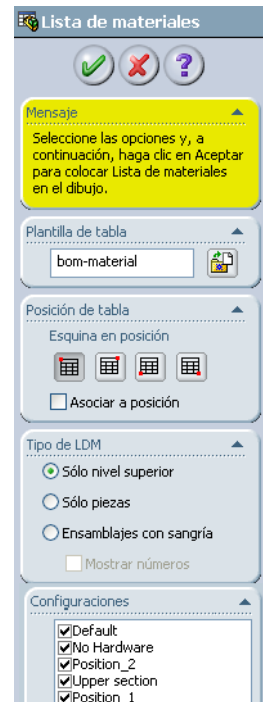 Lista de materiales
?
Mensaje
Seleccione las opciones y, a
continuación, haga clic en Aceptar
para colocar Lista de materiales
en el dibujo.
Plantilla de tabla
bom-material
Posición de tabla
Esquina en posición
Asociar a posición
Tipo de LDM
Sólo nivel superior
Sólo piezas
Ensamblajes con sangría
Mostrar números
Configuraciones
Default
No Hardware
Position_2
Upper section
Position_1